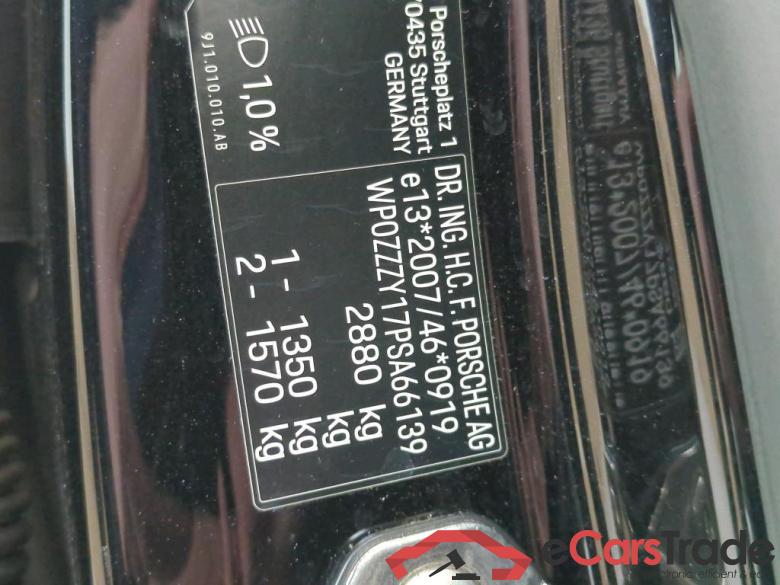 Porscheplatz 1
70435 Stuttgart
GERMANY
1,0 %
9J1.010.010.AB
DR. ING. H.C. F. PORSCHE AG
e13*2007/46*0919
WP0ZZZY17PSA66139
2880 kg
1 - 1350 kg
2 - 1570 kg
eCarsTrade
efficient &